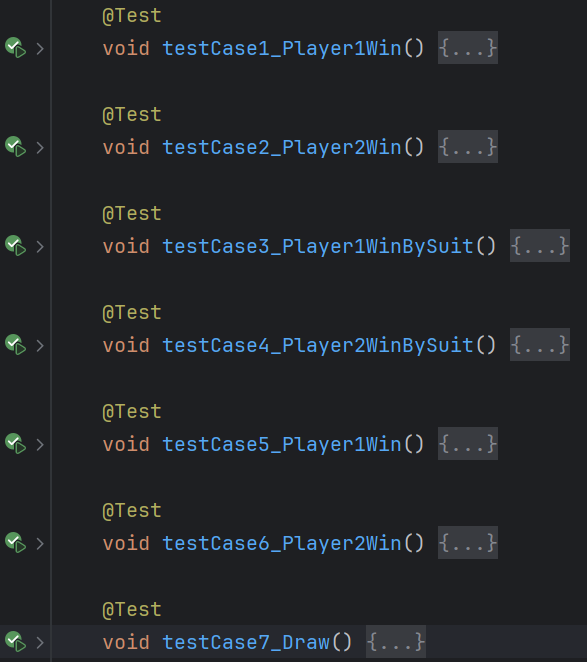 @Test
void testCase1_Player1Win() {...}
@Test
void testCase2_Player2Win() {...}
@Test
void testCase3_Player1WinBySuit() {...}
@Test
void testCase4_Player2WinBySuit() {...}
@Test
void testCase5_Player1Win() {...}
@Test
void testCase6_Player2Win() {...}
@Test
void testCase7_Draw() {...}